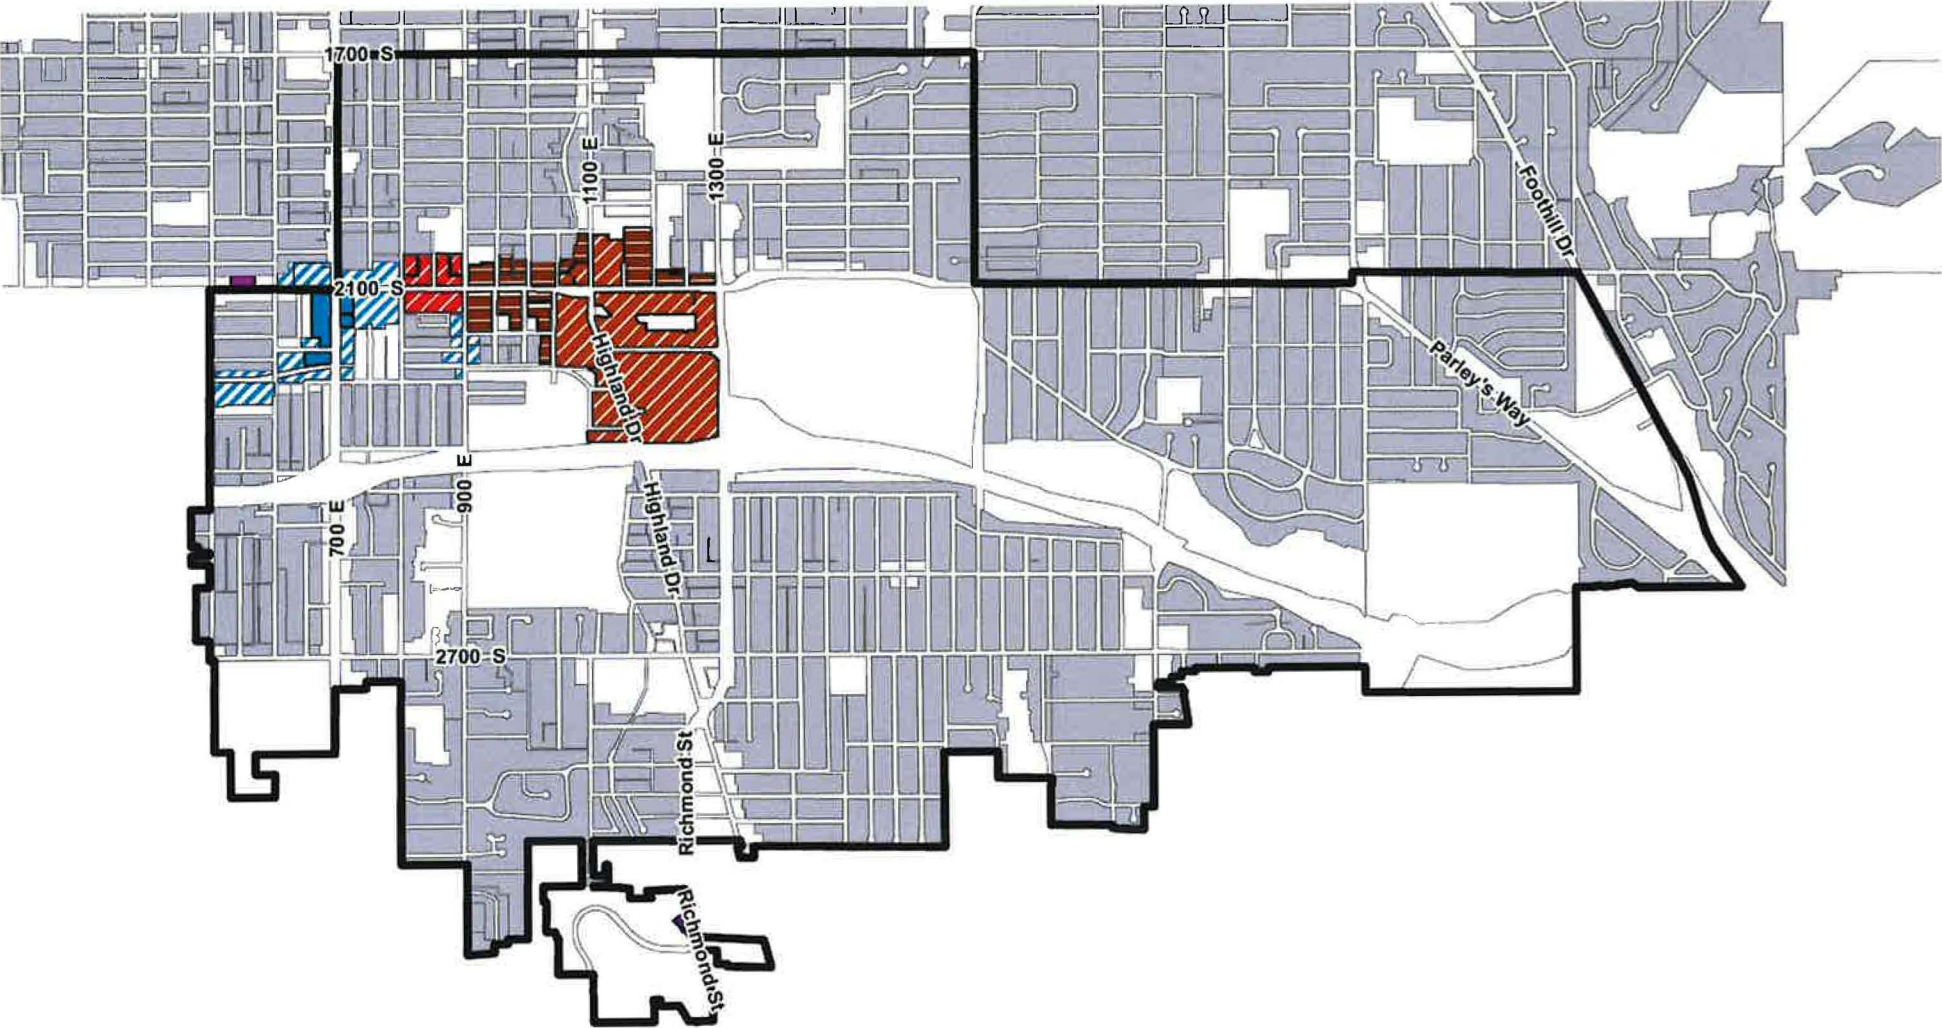 1700 S
1100 E
1300 E
Foothill Dr
2100 S
Highland Dr
Parley's Way
900 E
700 E
Highland Dr
2700 S
Richmond St
Richmond St